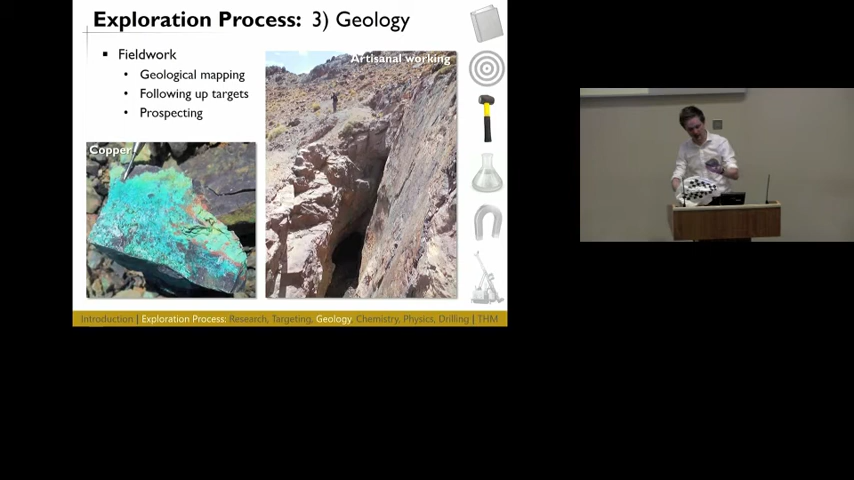 Exploration Process: 3) Geology
Fieldwork
Geological mapping
Following up targets
Prospecting
Artisanal working
Copper
Introduction | Exploration Process: Research, Targeting, Geology, Chemistry, Physics, Drilling | THM